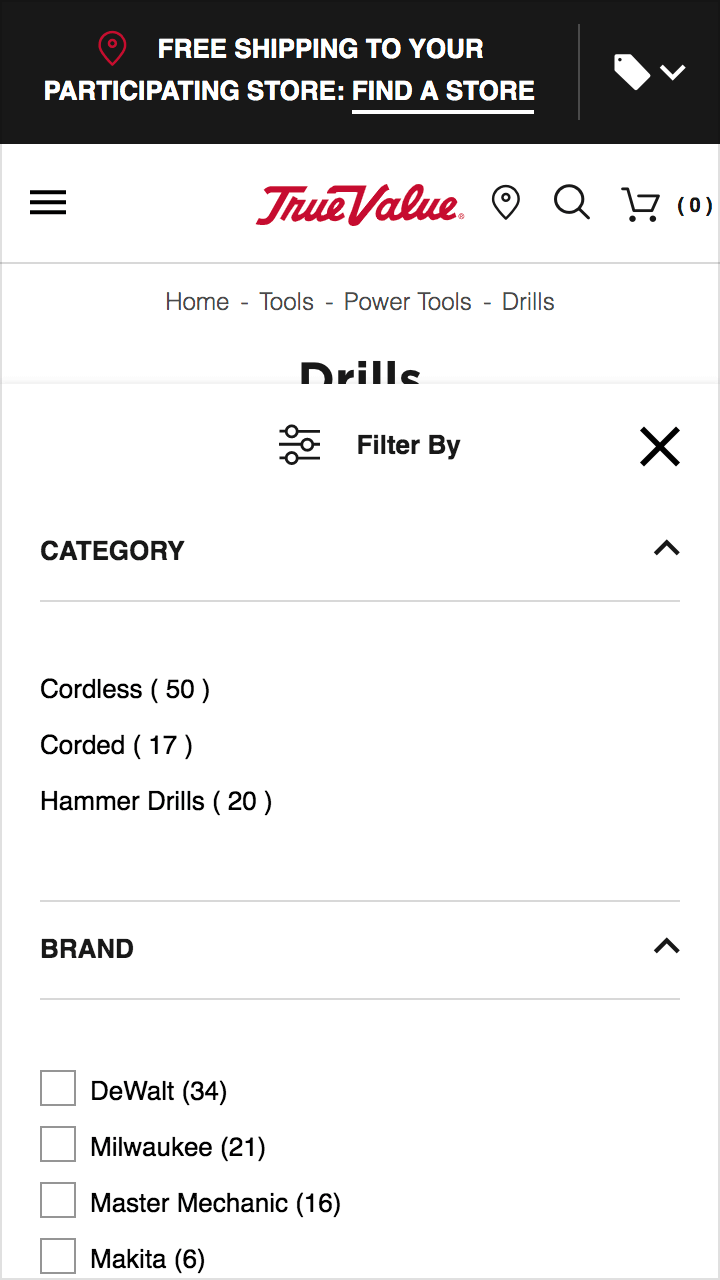 FREE SHIPPING TO YOUR
PARTICIPATING STORE: FIND A STORE
True Value®
( 0 )
Home - Tools - Power Tools - Drills
Drills
Filter By
CATEGORY
Cordless ( 50 )
Corded ( 17 )
Hammer Drills ( 20 )
BRAND
DeWalt (34)
Milwaukee (21)
Master Mechanic (16)
Makita (6)